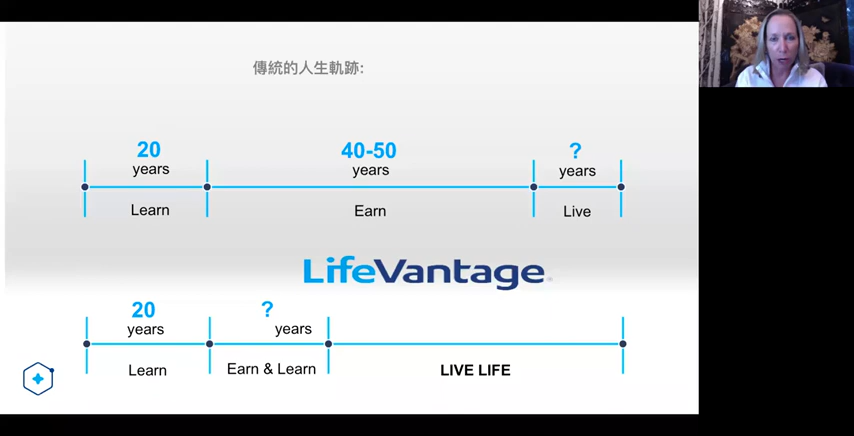 傳統的人生軌跡:
20 40-50 ?
years years years
Learn Earn Live
LifeVantage
20 ?
years years
Learn Earn & Learn LIVE LIFE